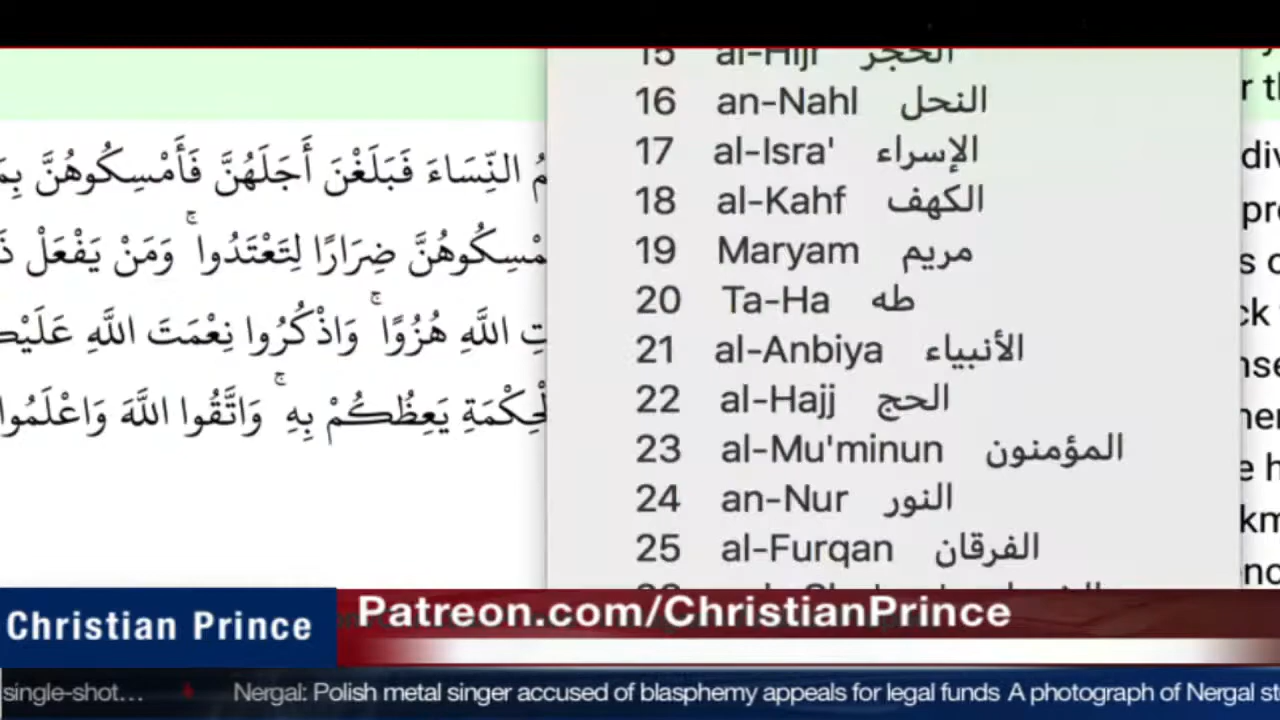 15 al-Hijr الحجر
16 an-Nahl النحل
17 al-Isra' الإسراء
18 al-Kahf الكهف
19 Maryam مريم
20 Ta-Ha طه
21 al-Anbiya الأنبياء
22 al-Hajj الحج
23 al-Mu'minun المؤمنون
24 an-Nur النور
25 al-Furqan الفرقان
النِّسَاءَ فَبَلَغْنَ أَجَلَهُنَّ فَأَمْسِكُوهُنَّ
ضِرَارًا لِتَعْتَدُوا ۚ وَمَنْ يَفْعَلْ
اللَّهِ هُزُوًا ۚ وَاذْكُرُوا نِعْمَتَ اللَّهِ
يَعِظُكُمْ بِهِ ۚ وَاتَّقُوا اللَّهَ وَاعْلَمُوا
Christian Prince
Patreon.com/ChristianPrince
single-shot... Nergal: Polish metal singer accused of blasphemy appeals for legal funds A photograph of Nergal